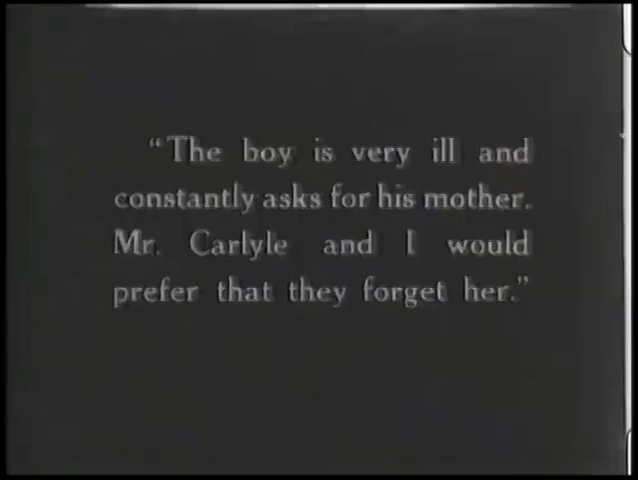 “The boy is very ill and
constantly asks for his mother.
Mr. Carlyle and I would
prefer that they forget her.”